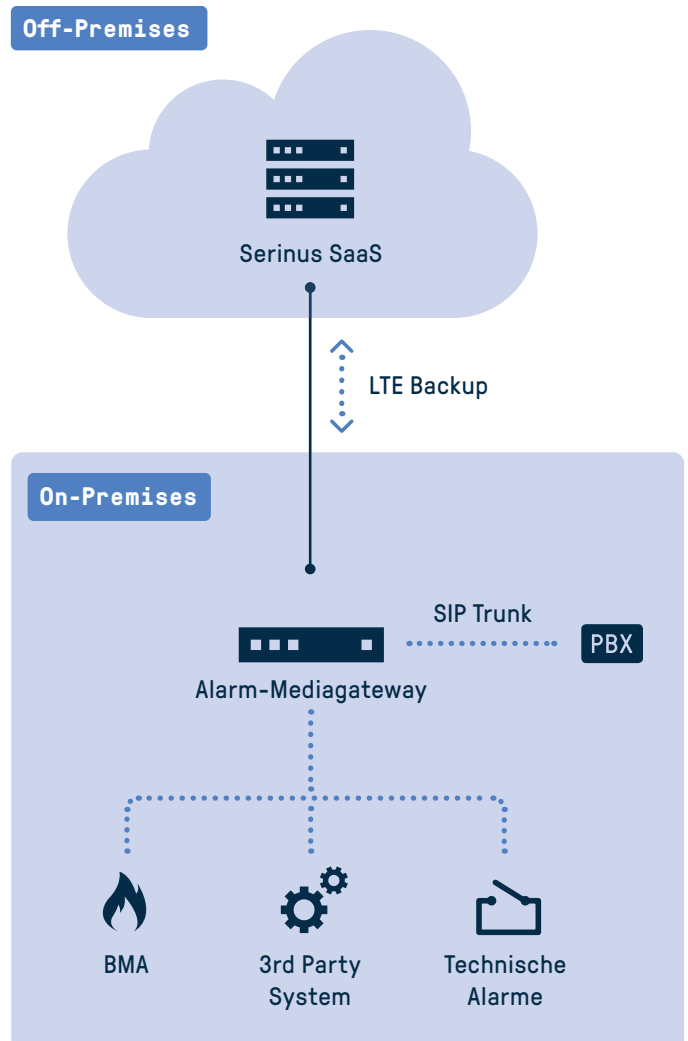 Off-Premises
Serinus SaaS
LTE Backup
On-Premises
SIP Trunk
PBX
Alarm-Mediagateway
BMA
3rd Party
System
Technische
Alarme